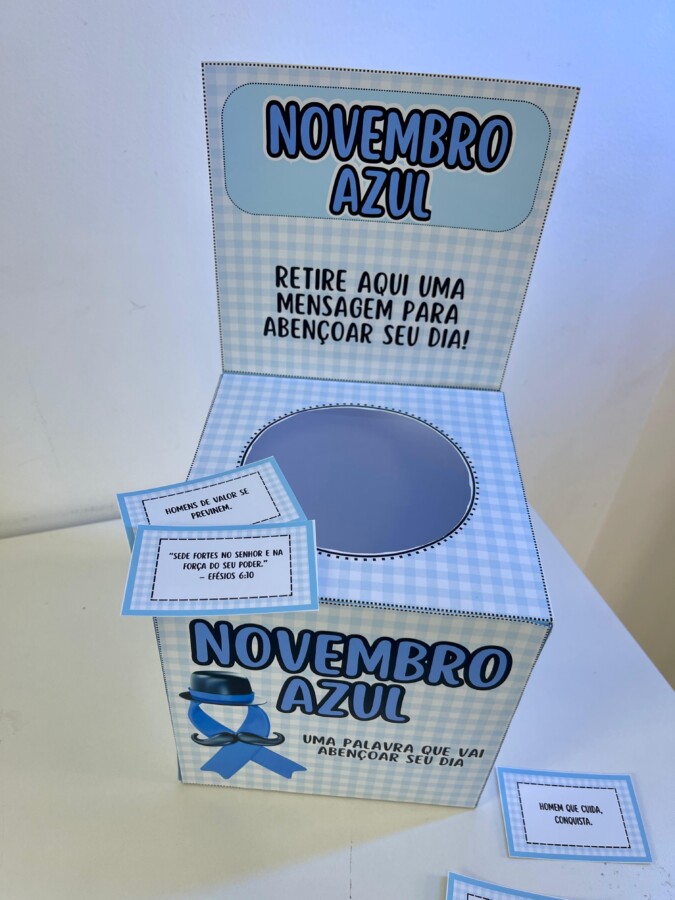 NOVEMBRO
AZUL
RETIRE AQUI UMA
MENSAGEM PARA
ABENÇOAR SEU DIA!
HOMENS DE VALOR SE
PREVINEM.
"SEDE FORTES NO SENHOR E NA
FORÇA DO SEU PODER."
– EFÉSIOS 6:10
NOVEMBRO
AZUL
UMA PALAVRA QUE VAI
ABENÇOAR SEU DIA
HOMEM QUE CUIDA,
CONQUISTA.